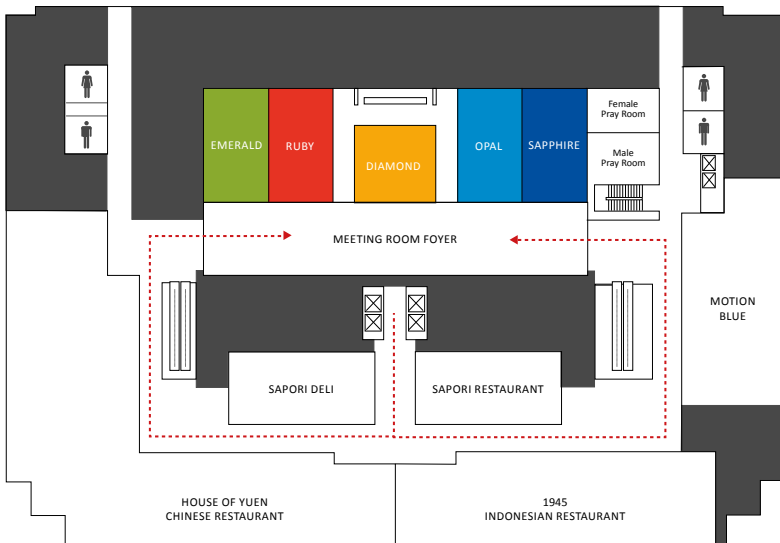 EMERALD
RUBY
DIAMOND
OPAL
SAPPHIRE
Female
Pray Room
Male
Pray Room
MEETING ROOM FOYER
MOTION
BLUE
SAPORI DELI
SAPORI RESTAURANT
HOUSE OF YUEN
CHINESE RESTAURANT
1945
INDONESIAN RESTAURANT